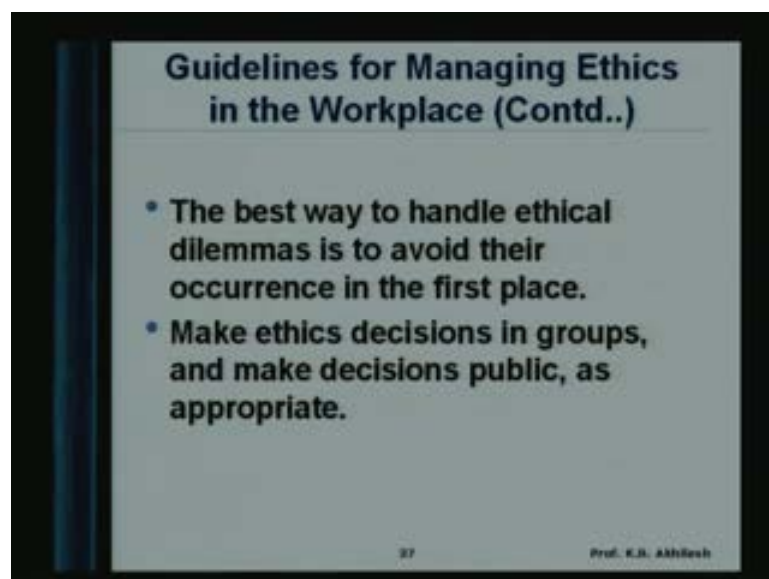 Guidelines for Managing Ethics
in the Workplace (Contd..)
• The best way to handle ethical
dilemmas is to avoid their
occurrence in the first place.
• Make ethics decisions in groups,
and make decisions public, as
appropriate.
37
Prof. K.B. Akhilesh